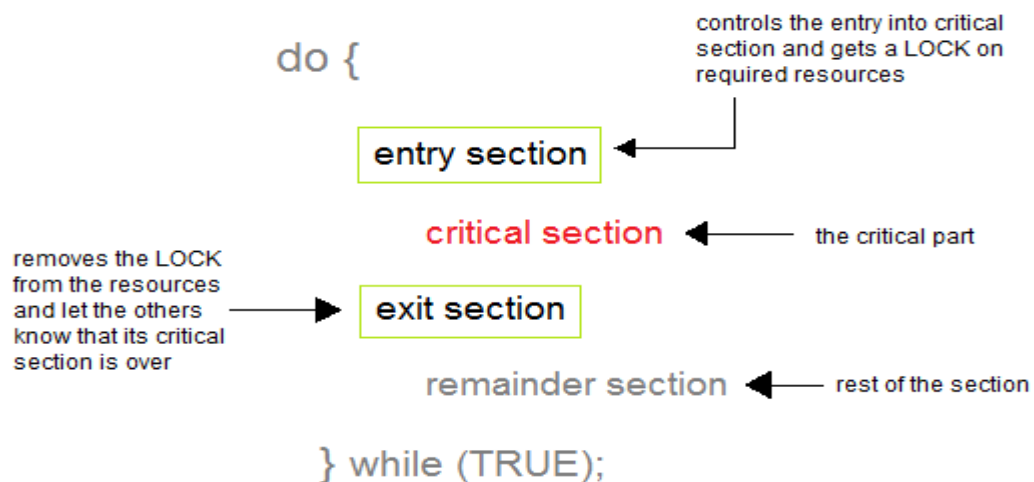 controls the entry into critical
section and gets a LOCK on
required resources
do {
entry section
critical section
the critical part
removes the LOCK
from the resources
and let the others
know that its critical
section is over
exit section
remainder section
rest of the section
} while (TRUE);